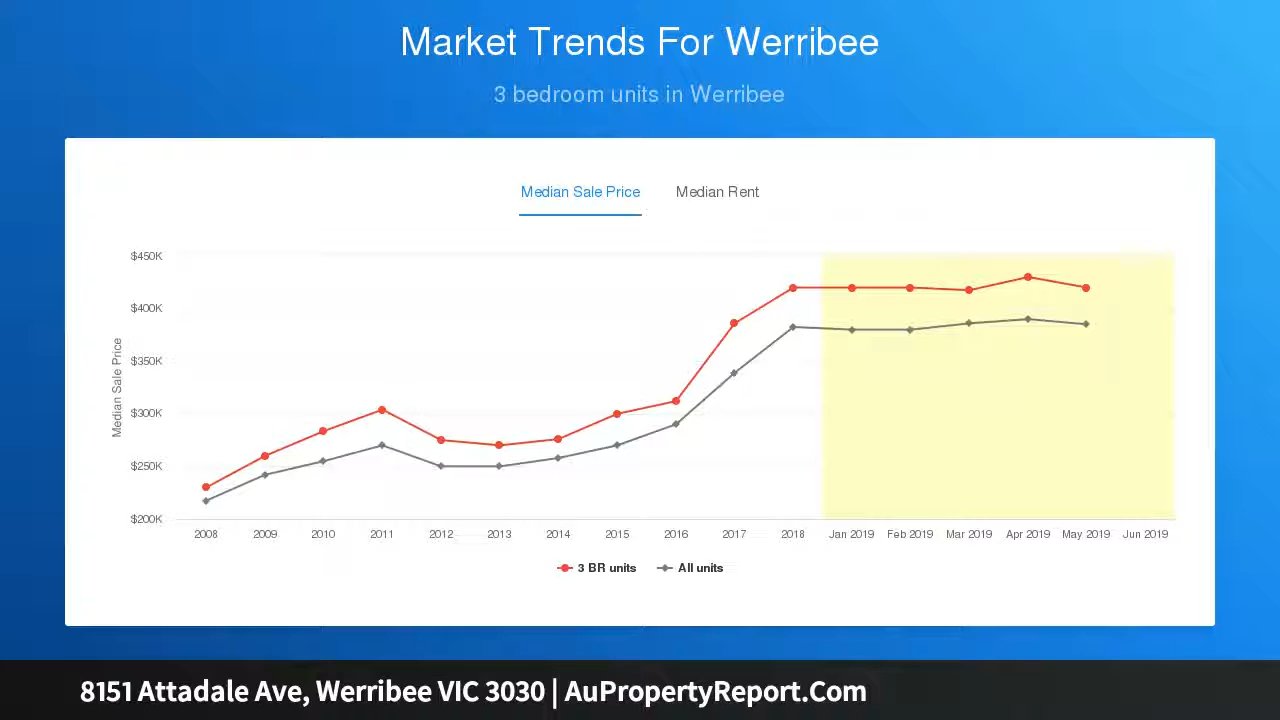 Market Trends For Werribee
3 bedroom units in Werribee
Median Sale Price Median Rent
Median Sale Price
$450K
$400K
$350K
$300K
$250K
$200K
2008 2009 2010 2011 2012 2013 2014 2015 2016 2017 2018 Jan 2019 Feb 2019 Mar 2019 Apr 2019 May 2019 Jun 2019
3 BR units All units
8151 Attadale Ave, Werribee VIC 3030 | AuPropertyReport.Com